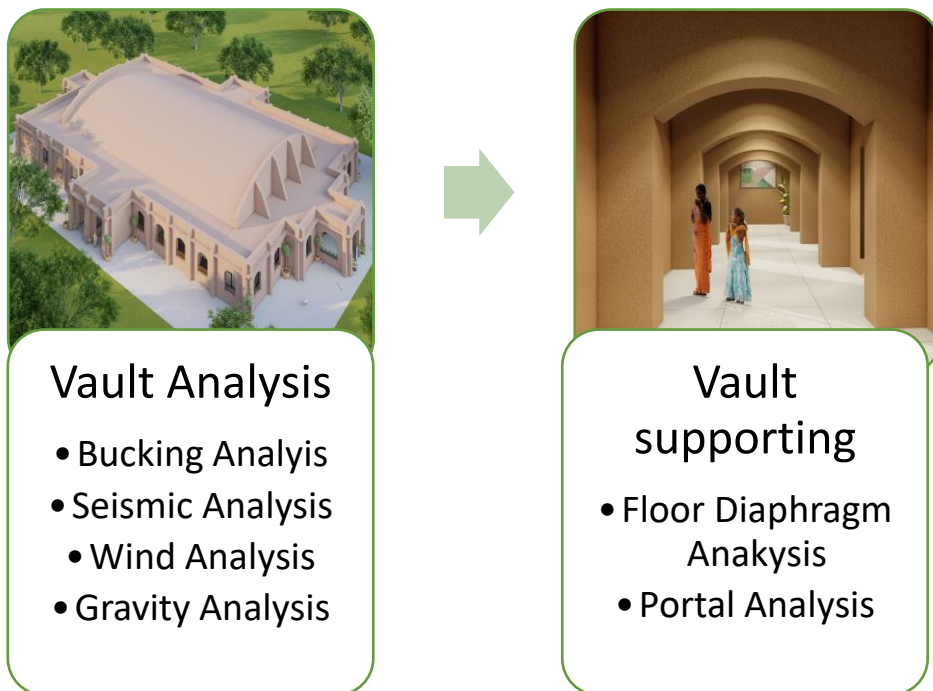 Vault Analysis
• Bucking Analyis
• Seismic Analysis
• Wind Analysis
• Gravity Analysis
Vault
supporting
• Floor Diaphragm
Anakysis
• Portal Analysis